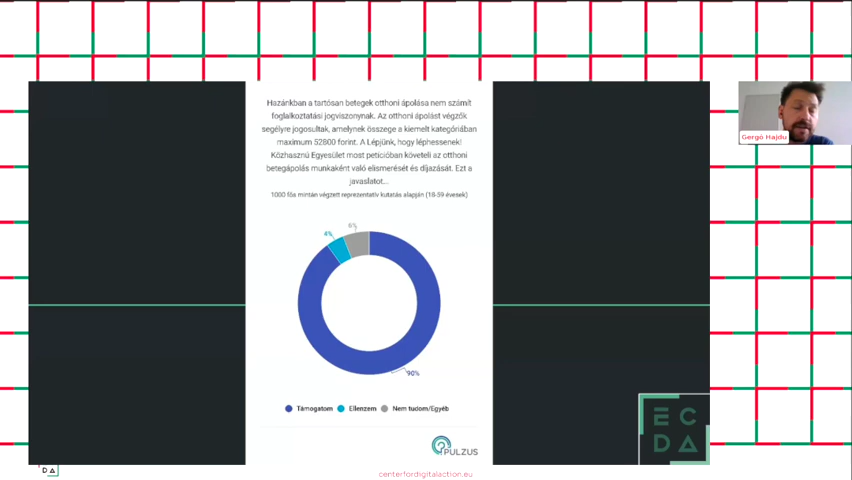 Hazánkban a tartósan betegek otthoni ápolása nem számít
foglalkoztatási jogviszonynak. Az otthoni ápolást végzők
segélyre jogosultak, amelynek összege a kiemelt kategóriában
maximum 52800 forint. A Lépjünk, hogy léphessenek!
Közhasznú Egyesület most petícióban követeli az otthoni
betegápolás munkaként való elismerését és díjazását. Ezt a
javaslatot...
1000 fős mintán végzett reprezentatív kutatás alapján (18-59 évesek)
6%
4%
90%
Támogatom
Ellenzem
Nem tudom/Egyéb
PULZUS
Gergő Hajdu
EC
DA
DA
centerfordigitalaction.eu